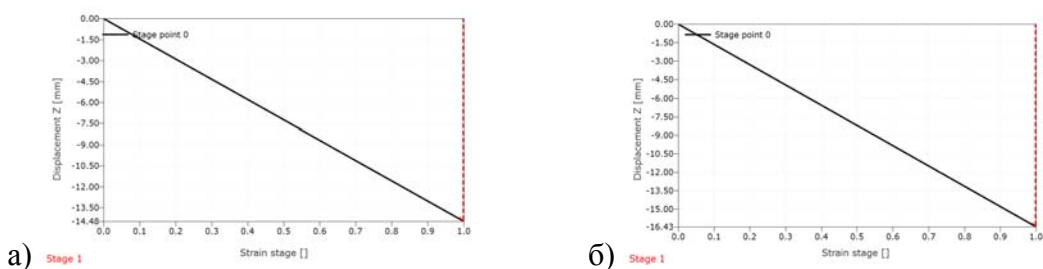 0.00
Stage point 0
-1.50
-3.00
-4.50
-6.00
-7.50
-9.00
-10.50
-12.00
-13.50
-14.48
Displacement Z [mm]
0.0 0.1 0.2 0.3 0.4 0.5 0.6 0.7 0.8 0.9 1.0
Strain stage []
а) Stage 1
0.00
Stage point 0
-1.50
-3.00
-4.50
-6.00
-7.50
-9.00
-10.50
-12.00
-13.50
-15.00
-16.43
Displacement Z [mm]
0.0 0.1 0.2 0.3 0.4 0.5 0.6 0.7 0.8 0.9 1.0
Strain stage []
б) Stage 1